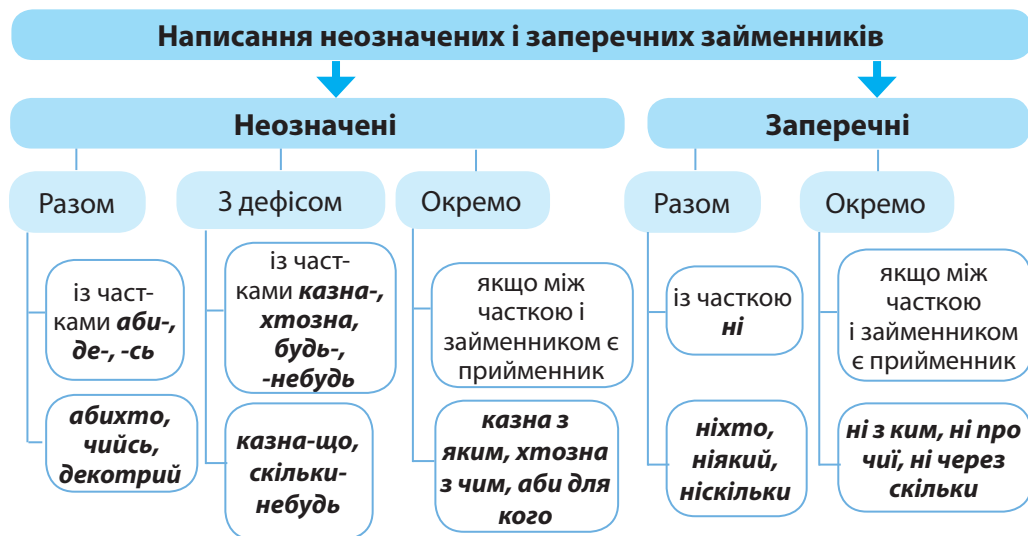 Написання неозначених і заперечних займенників
Неозначені
Разом
із част-
ками аби-,
де-, -сь
абихто,
чийсь,
декотрий
З дефісом
із част-
ками казна-,
хтозна,
будь-,
-небудь
казна-що,
скільки-
небудь
Окремо
якщо між
часткою і
займенником є
прийменник
казна з
яким, хтозна
з чим, аби для
кого
Заперечні
Разом
із часткою
ні
ніхто,
ніякий,
ніскільки
Окремо
якщо між
часткою
і займенником
є прийменник
ні з ким, ні про
чиї, ні через
скільки